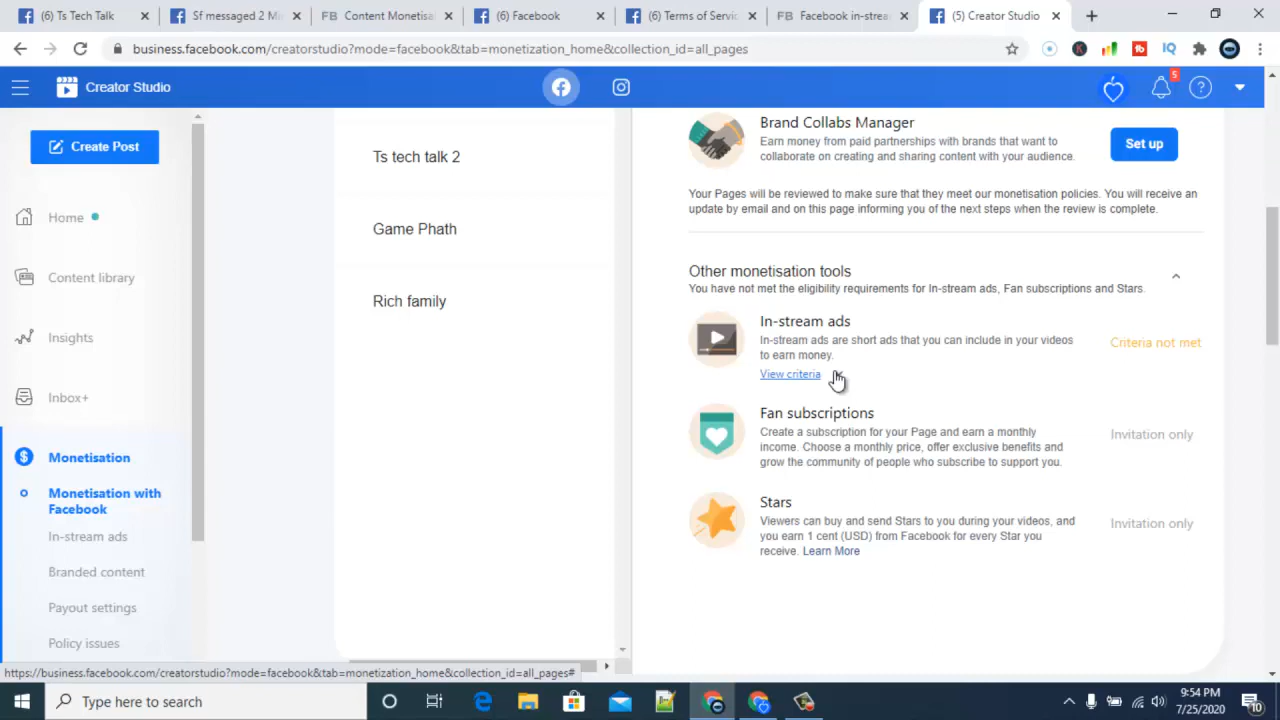 (6) Ts Tech Talk
Sf messaged 2 M
Content Monetisa
(6) Facebook
(6) Terms of Servic
Facebook in-strea
(5) Creator Studio
business.facebook.com/creatorstudio?mode=facebook&tab=monetization_home&collection_id=all_pages
Creator Studio
5
Create Post
Home
Content library
Insights
Inbox+
Monetisation
Monetisation with
Facebook
In-stream ads
Branded content
Payout settings
Policy issues
Ts tech talk 2
Game Phath
Rich family
Brand Collabs Manager
Earn money from paid partnerships with brands that want to
collaborate on creating and sharing content with your audience.
Set up
Your Pages will be reviewed to make sure that they meet our monetisation policies. You will receive an
update by email and on this page informing you of the next steps when the review is complete.
Other monetisation tools
You have not met the eligibility requirements for In-stream ads, Fan subscriptions and Stars.
In-stream ads
In-stream ads are short ads that you can include in your videos
to earn money.
View criteria
Criteria not met
Fan subscriptions
Create a subscription for your Page and earn a monthly
income. Choose a monthly price, offer exclusive benefits and
grow the community of people who subscribe to support you.
Invitation only
Stars
Viewers can buy and send Stars to you during your videos, and
you earn 1 cent (USD) from Facebook for every Star you
receive. Learn More
Invitation only
https://business.facebook.com/creatorstudio?mode=facebook&tab=monetization_home&collection_id=all_pages#
Type here to search
9:54 PM
7/25/2020
10